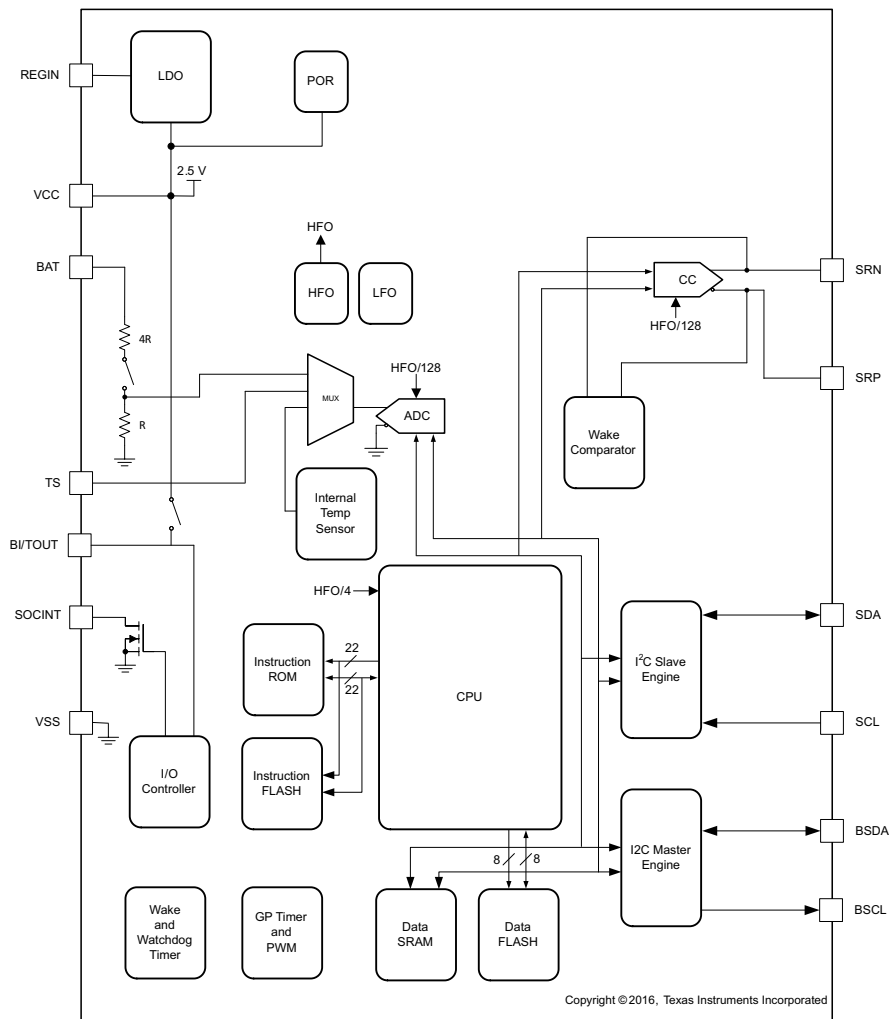 REGIN
LDO
POR
2.5 V
VCC
HFO
BAT
HFO
LFO
CC
SRN
HFO/128
4R
HFO/128
SRP
MUX
ADC
R
Wake
Comparator
TS
Internal
Temp
Sensor
BI/TOUT
HFO/4
SOCINT
SDA
22
Instruction
ROM
22
I2C Slave
Engine
CPU
VSS
SCL
I/O
Controller
Instruction
FLASH
BSDA
I2C Master
Engine
8
8
BSCL
Wake
and
Watchdog
Timer
GP Timer
and
PWM
Data
SRAM
Data
FLASH
Copyright © 2016, Texas Instruments Incorporated